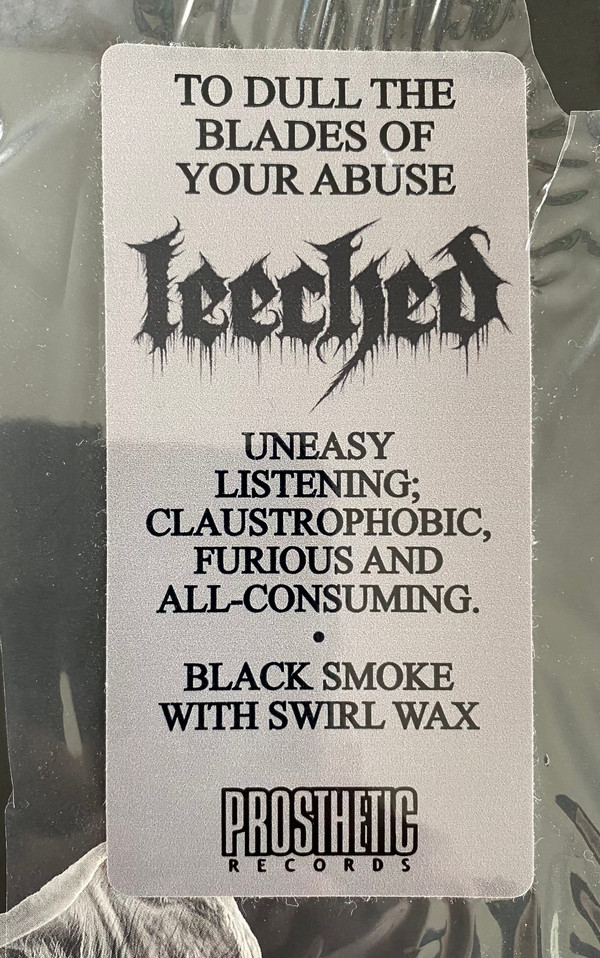 TO DULL THE
BLADES OF
YOUR ABUSE
leeched
UNEASY
LISTENING;
CLAUSTROPHOBIC,
FURIOUS AND
ALL-CONSUMING.
•
BLACK SMOKE
WITH SWIRL WAX
PROSTHETIC
RECORDS